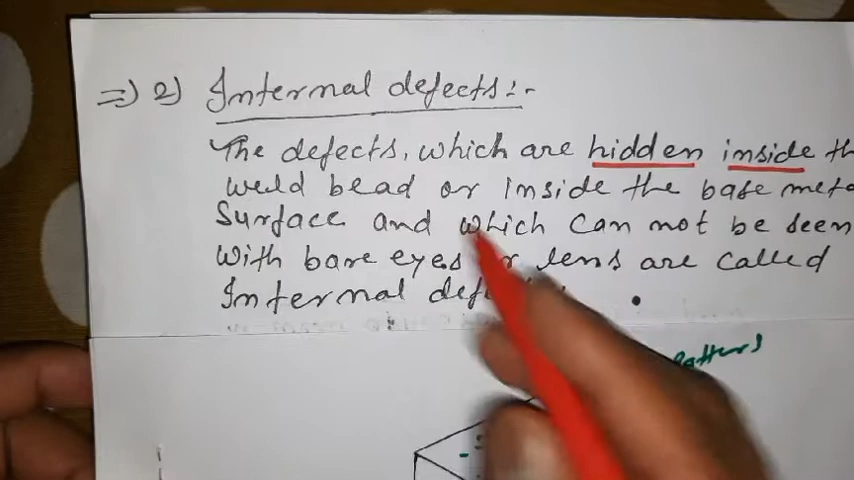 =) 2) Internal defects:-
The defects, which are hidden inside
weld bead or inside the base
Surface and which can not be seen
With bare eyes lens are called
Internal